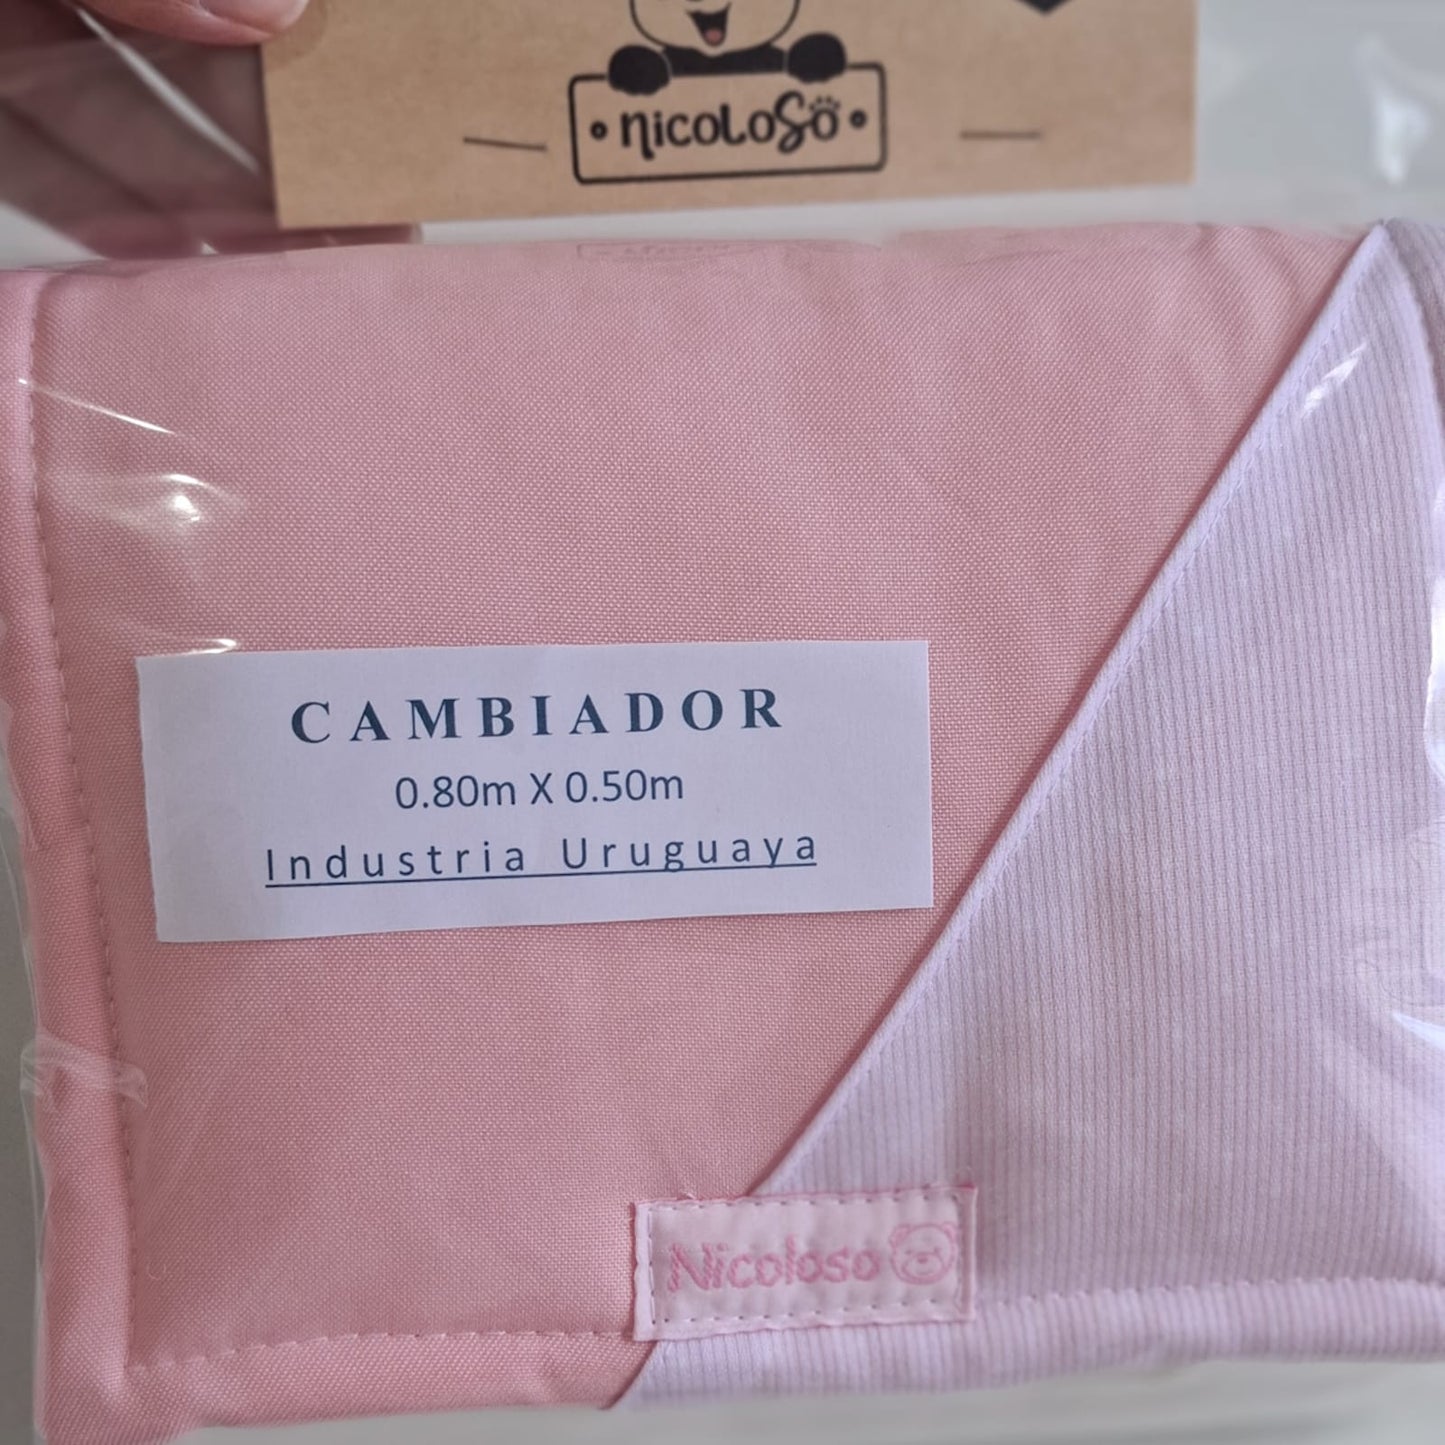 nicoloso
CAMBIADOR
0.80m X 0.50m
Industria Uruguaya
Nicoloso